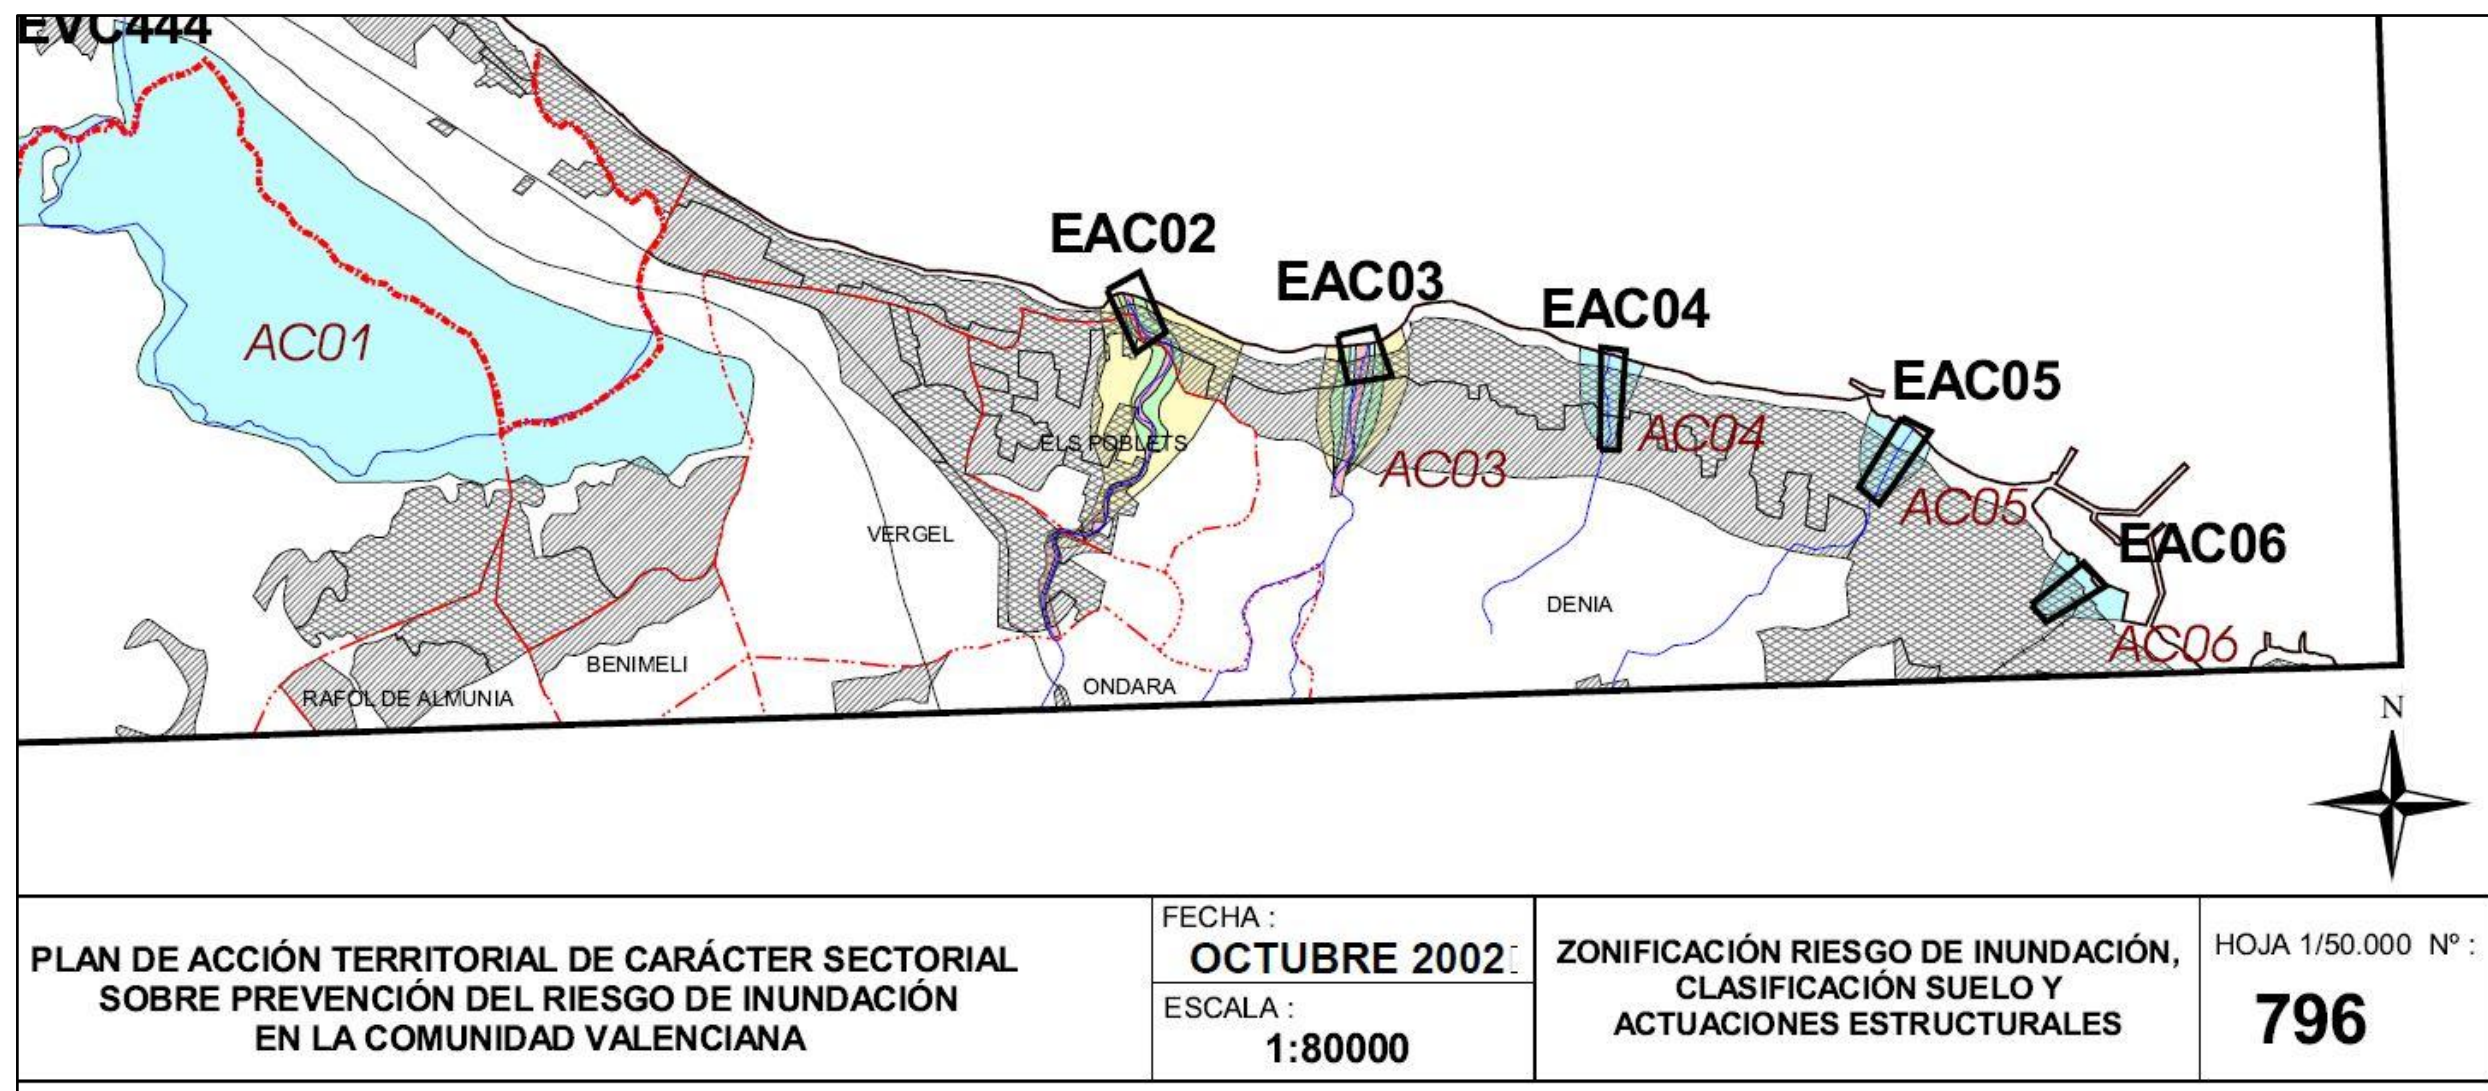 EVC444
EAC02
EAC03
EAC04
AC01
EAC05
AC04
ELS POBLETS
AC03
AC05
VERGEL
EAC06
DENIA
AC06
BENIMELI
ONDARA
RAFOL DE ALMUNIA
N
PLAN DE ACCIÓN TERRITORIAL DE CARÁCTER SECTORIAL
SOBRE PREVENCIÓN DEL RIESGO DE INUNDACIÓN
EN LA COMUNIDAD VALENCIANA
FECHA :
OCTUBRE 2002
ESCALA :
1:80000
ZONIFICACIÓN RIESGO DE INUNDACIÓN,
CLASIFICACIÓN SUELO Y
ACTUACIONES ESTRUCTURALES
HOJA 1/50.000 Nº :
796